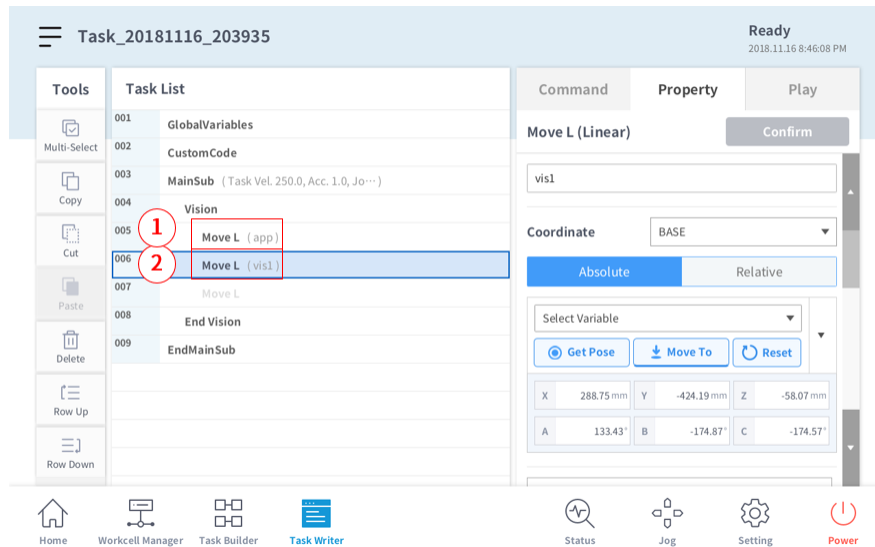 Task_20181116_203935
Ready
2018.11.16 8:46:08 PM
Tools
Multi-Select
Copy
Cut
Paste
Delete
Row Up
Row Down
Task List
001 GlobalVariables
002 CustomCode
003 MainSub ( Task Vel. 250.0, Acc. 1.0, Jo··· )
004 Vision
005 1 Move L ( app )
006 2 Move L ( vis1 )
007 Move L
008 End Vision
009 EndMainSub
Command Property Play
Move L (Linear) Confirm
vis1
Coordinate BASE
Absolute Relative
Select Variable
Get Pose Move To Reset
X 288.75 mm Y -424.19 mm Z -58.07 mm
A 133.43° B -174.87° C -174.57°
Home Workcell Manager Task Builder Task Writer Status Jog Setting Power